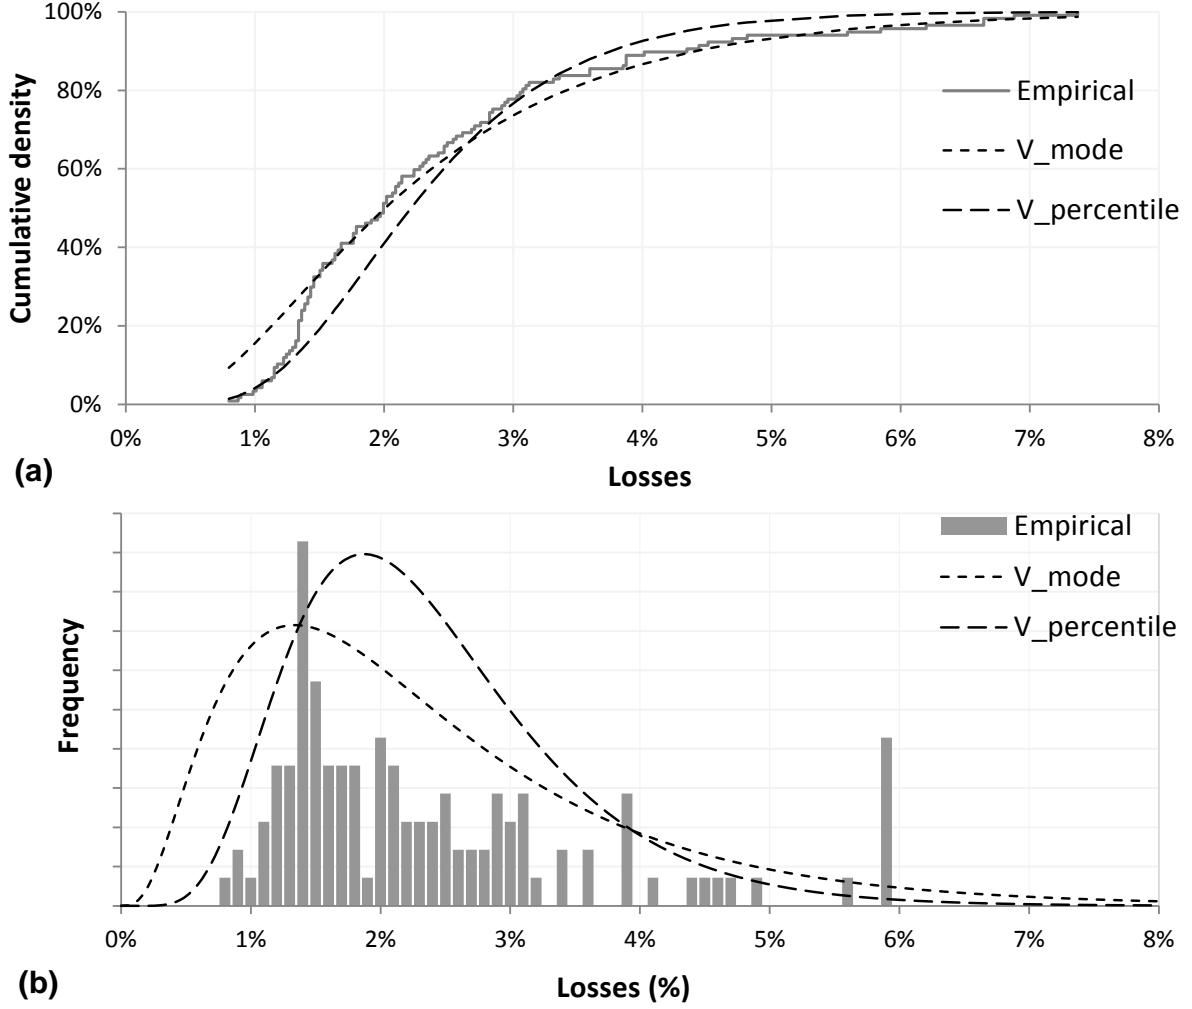 100%
80%
60%
40%
20%
0%
Cumulative density
Empirical
V_mode
V_percentile
0% 1% 2% 3% 4% 5% 6% 7% 8%
(a)
Losses
Empirical
V_mode
V_percentile
Frequency
0% 1% 2% 3% 4% 5% 6% 7% 8%
(b)
Losses (%)